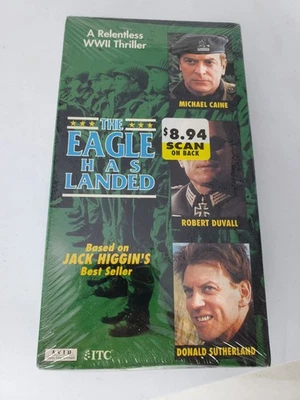 A Relentless
WWII Thriller
MICHAEL CAINE
THE
EAGLE
HAS
LANDED
$8.94
SCAN
ON BACK
ROBERT DUVALL
Based on
JACK HIGGIN'S
Best Seller
DONALD SUTHERLAND
ITC